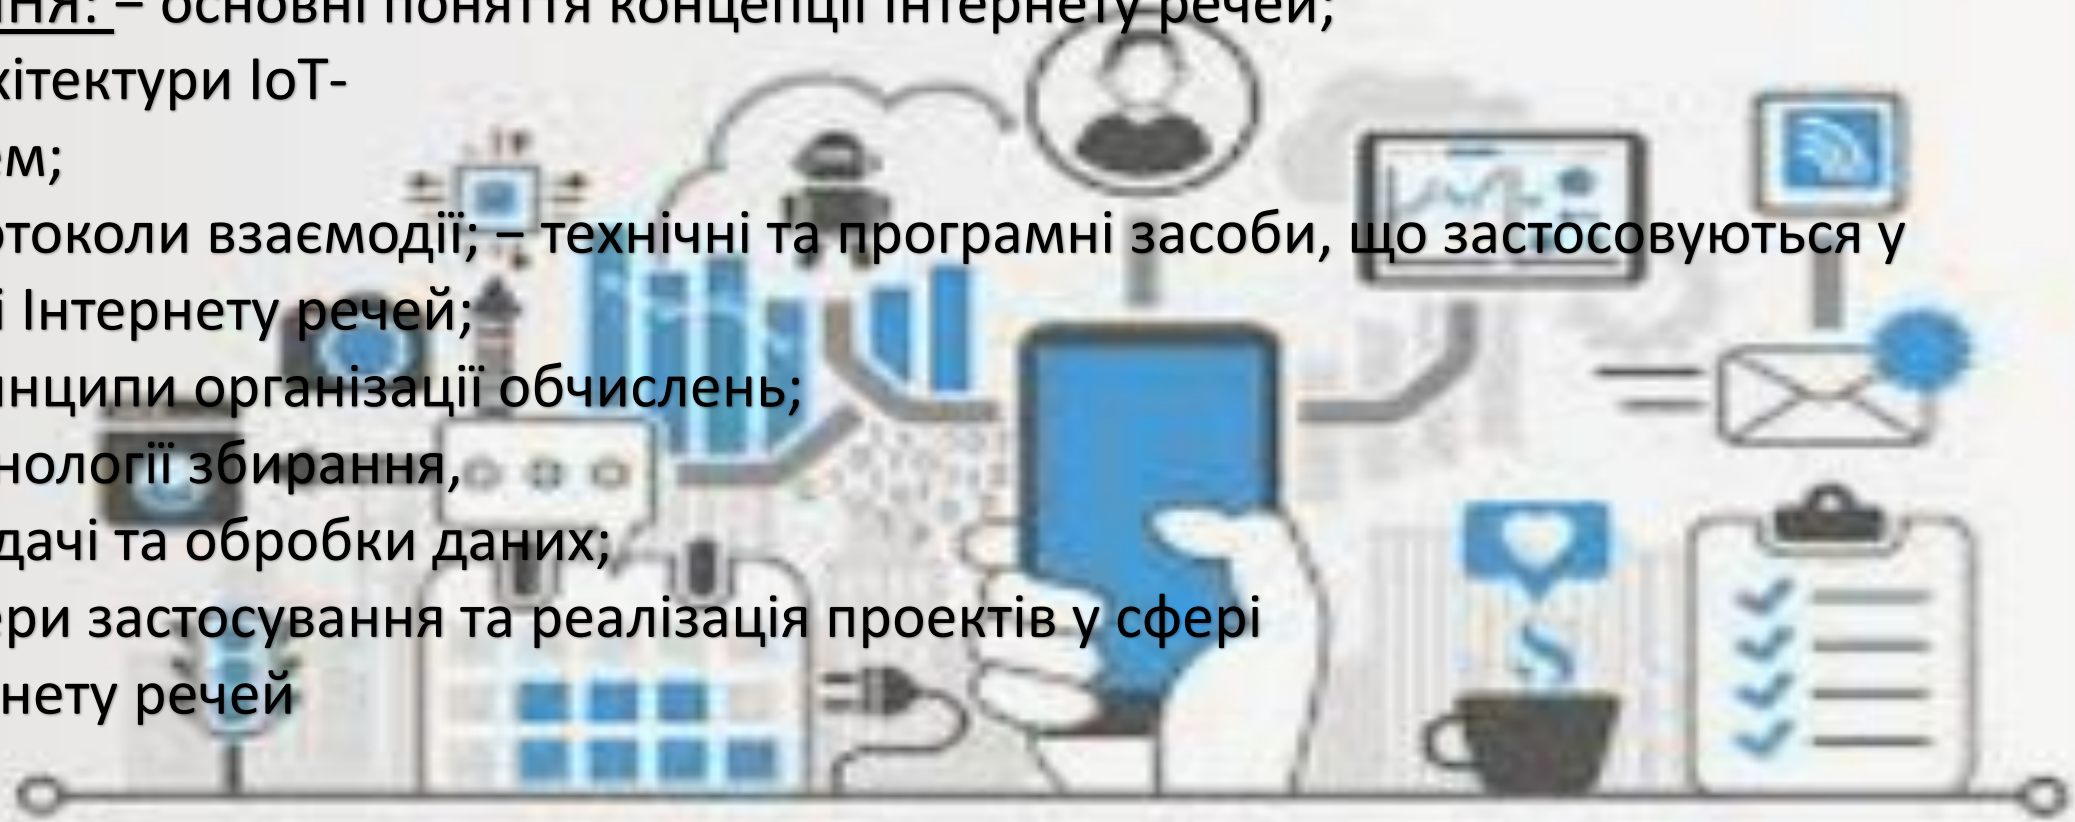 ННЯ: − основні поняття концепції Інтернету речей;
хітектури IoT-
ем;
отоколи взаємодії; − технічні та програмні засоби, що застосовуються у
і Інтернету речей;
инципи організації обчислень;
нології збирання,
дачі та обробки даних;
ери застосування та реалізація проектів у сфері
нету речей